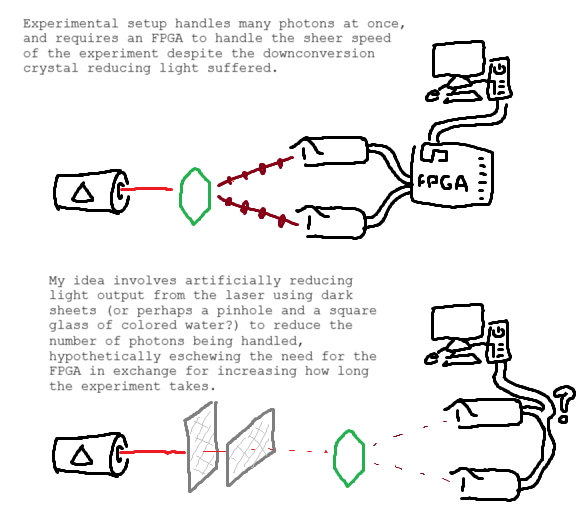 Experimental setup handles many photons at once,
and requires an FPGA to handle the sheer speed
of the experiment despite the downconversion
crystal reducing light suffered.
FPGA
My idea involves artificially reducing
light output from the laser using dark
sheets (or perhaps a pinhole and a square
glass of colored water?) to reduce the
number of photons being handled,
hypothetically eschewing the need for the
FPGA in exchange for increasing how long
the experiment takes.
?